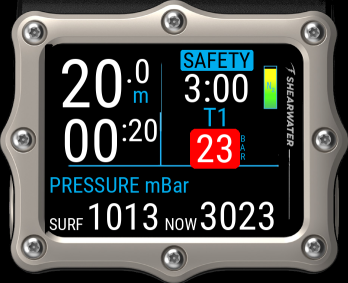 20.0 m
00:20
SAFETY
3:00
T1
23 BAR
N₂
SHEARWATER
PRESSURE mBar
SURF 1013 NOW 3023